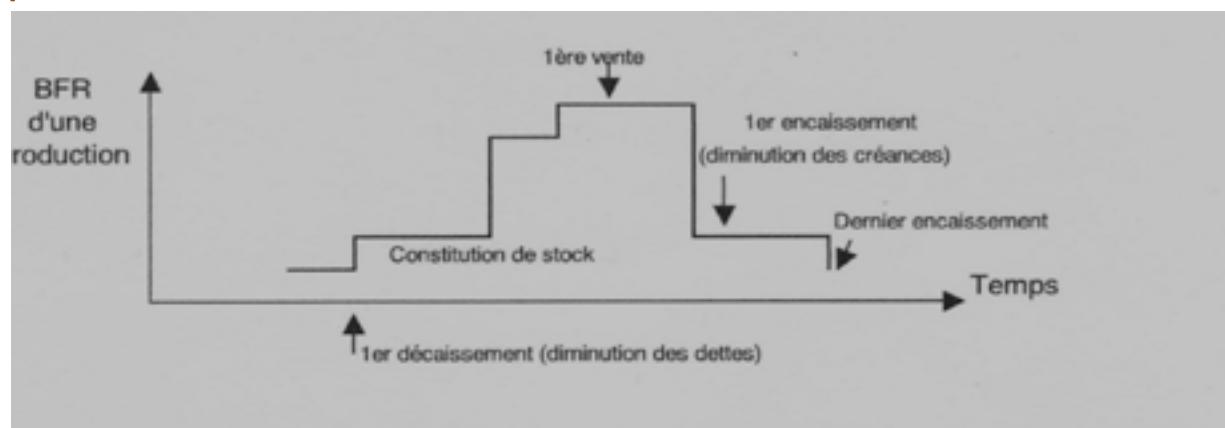 1ère vente
BFR
d'une
roduction
1er encaissement
(diminution des créances)
Dernier encaissement
Constitution de stock
Temps
1er décaissement (diminution des dettes)